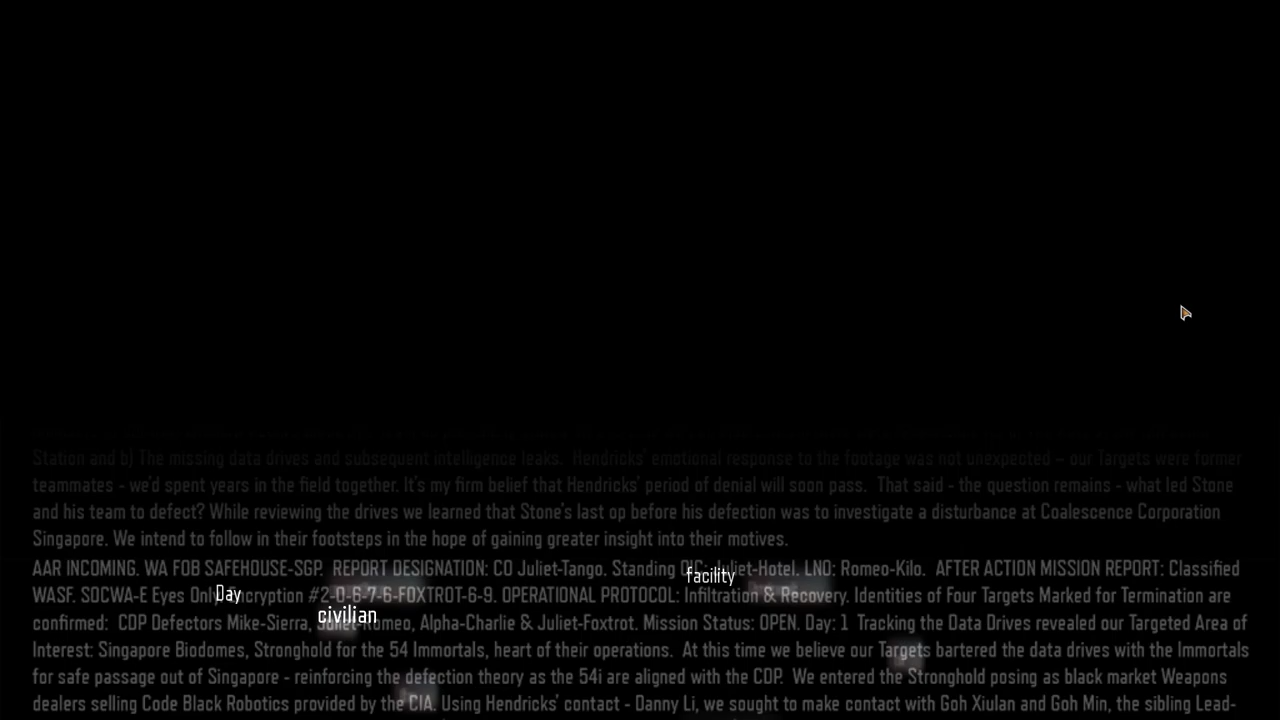 Station and b) The missing data drives and subsequent intelligence leaks.  Hendricks' emotional response to the footage was not unexpected – our Targets were former
teammates - we'd spent years in the field together. It's my firm belief that Hendricks' period of denial will soon pass.  That said - the question remains - what led Stone
and his team to defect? While reviewing the drives we learned that Stone's last op before his defection was to investigate a disturbance at Coalescence Corporation
Singapore. We intend to follow in their footsteps in the hope of gaining greater insight into their motives.
AAR INCOMING. WA FOB SAFEHOUSE-SGP.  REPORT DESIGNATION: CO Juliet-Tango. Standing Juliet-Hotel. LNO: Romeo-Kilo.  AFTER ACTION MISSION REPORT: Classified
facility
WASF. SOCWA-E Eyes Only #2-0-6-7-6-FOXTROT-6-9. OPERATIONAL PROTOCOL: Infiltration & Recovery. Identities of Four Targets Marked for Termination are
Day
civilian
confirmed:  CDP Defectors Mike-Sierra, Juliet-Romeo, Alpha-Charlie & Juliet-Foxtrot. Mission Status: OPEN. Day: 1  Tracking the Data Drives revealed our Targeted Area of
Interest: Singapore Biodomes, Stronghold for the 54 Immortals, heart of their operations.  At this time we believe our Targets bartered the data drives with the Immortals
for safe passage out of Singapore - reinforcing the defection theory as the 54i are aligned with the CDP.  We entered the Stronghold posing as black market Weapons
dealers selling Code Black Robotics provided by the CIA. Using Hendricks' contact - Danny Li, we sought to make contact with Goh Xiulan and Goh Min, the sibling Lead-